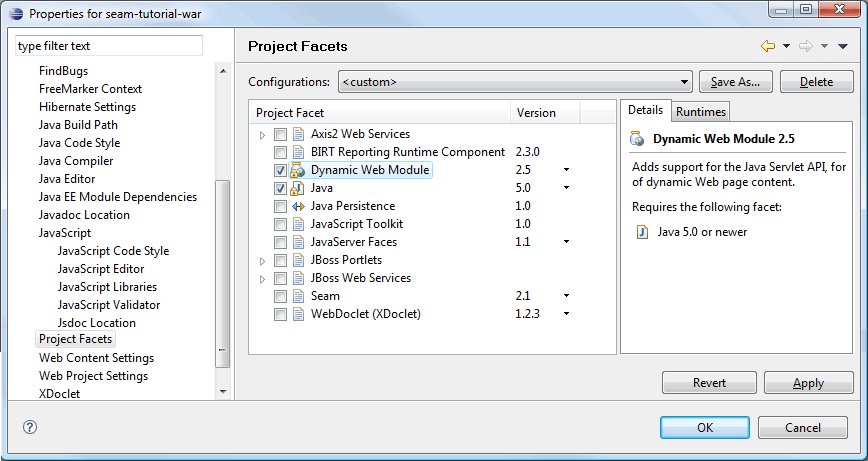 Properties for seam-tutorial-war
type filter text
FindBugs
FreeMarker Context
Hibernate Settings
Java Build Path
Java Code Style
Java Compiler
Java Editor
Java EE Module Dependencies
Javadoc Location
JavaScript
JavaScript Code Style
JavaScript Editor
JavaScript Libraries
JavaScript Validator
Jsdoc Location
Project Facets
Web Content Settings
Web Project Settings
XDoclet
Project Facets
Configurations: <custom> Save As... Delete
Project Facet Version
Axis2 Web Services
BIRT Reporting Runtime Component 2.3.0
Dynamic Web Module 2.5
Java 5.0
Java Persistence 1.0
JavaScript Toolkit 1.0
JavaServer Faces 1.1
JBoss Portlets
JBoss Web Services
Seam 2.1
WebDoclet (XDoclet) 1.2.3
Details Runtimes
Dynamic Web Module 2.5
Adds support for the Java Servlet API, for
of dynamic Web page content.
Requires the following facet:
Java 5.0 or newer
Revert Apply
OK Cancel